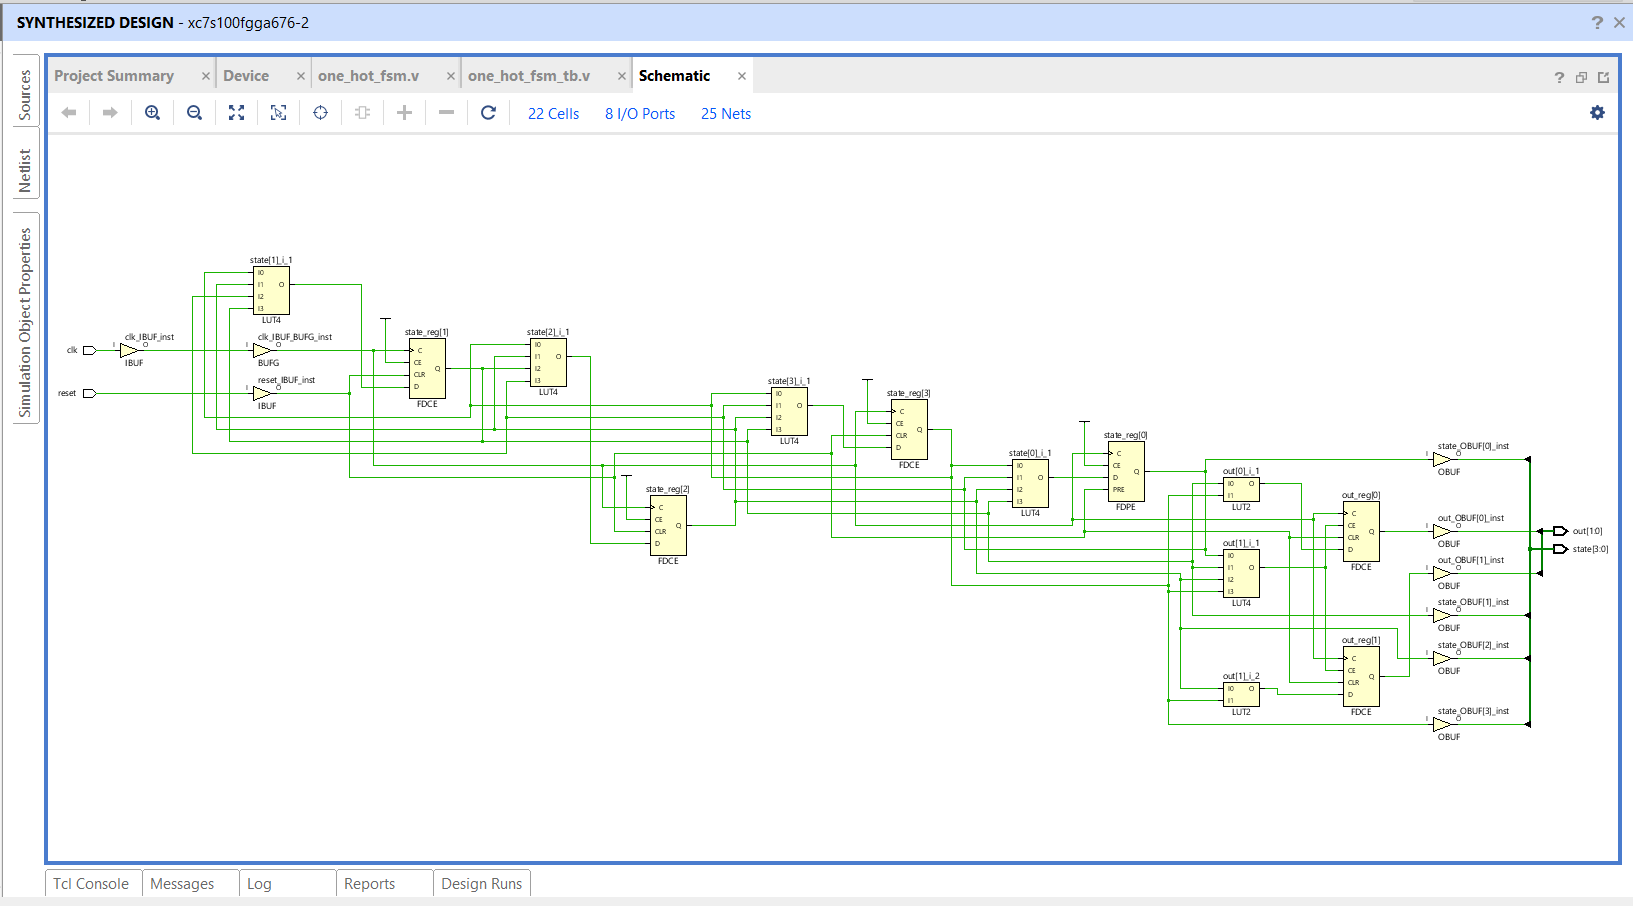 SYNTHESIZED DESIGN - xc7s100fgga676-2
Sources
Netlist
Simulation Object Properties
Project Summary
Device
one_hot_fsm.v
one_hot_fsm_tb.v
Schematic
22 Cells
8 I/O Ports
25 Nets
clk
reset
clk_IBUF_inst
I
O
IBUF
state[1]_i_1
I0
I1
I2
I3
O
LUT4
clk_IBUF_BUFG_inst
I
O
BUFG
reset_IBUF_inst
I
O
IBUF
state_reg[1]
C
CE
CLR
D
Q
FDCE
state[2]_i_1
I0
I1
I2
I3
O
LUT4
state_reg[2]
C
CE
CLR
D
Q
FDCE
state[3]_i_1
I0
I1
I2
I3
O
LUT4
state_reg[3]
C
CE
CLR
D
Q
FDCE
state[0]_i_1
I0
I1
I2
I3
O
LUT4
state_reg[0]
C
CE
D
PRE
Q
FDPE
out[0]_i_1
I0
I1
O
LUT2
out[1]_i_1
I0
I1
I2
I3
O
LUT4
out[1]_i_2
I0
I1
O
LUT2
out_reg[0]
C
CE
CLR
D
Q
FDCE
out_reg[1]
C
CE
CLR
D
Q
FDCE
state_OBUF[0]_inst
I
O
OBUF
out_OBUF[0]_inst
I
O
OBUF
out_OBUF[1]_inst
I
O
OBUF
state_OBUF[1]_inst
I
O
OBUF
state_OBUF[2]_inst
I
O
OBUF
state_OBUF[3]_inst
I
O
OBUF
out[1:0]
state[3:0]
Tcl Console
Messages
Log
Reports
Design Runs